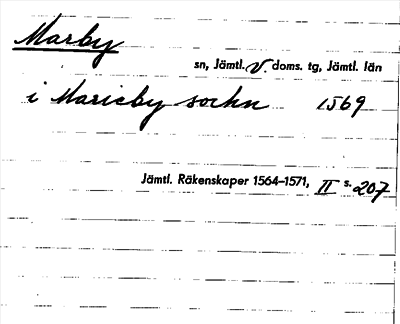 Marby
sn, Jämtl. v. doms. tg, Jämtl. län
i Maricby sochn 1569
Jämtl. Räkenskaper 1564–1571, II s. 207